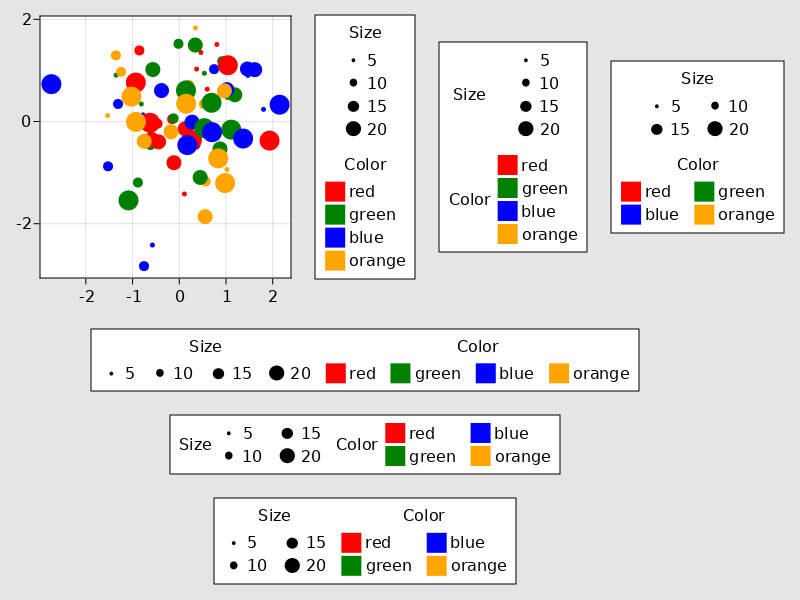 2
0
-2
-2 -1 0 1 2
Size
5
10
15
20
Color
red
green
blue
orange
Size
5
10
15
20
Color
red
green
blue
orange
Size
5 10
15 20
Color
red green
blue orange
Size Color
5 10 15 20 red green blue orange
Size 5 15 Color red blue
10 20 green orange
Size Color
5 15 red blue
10 20 green orange